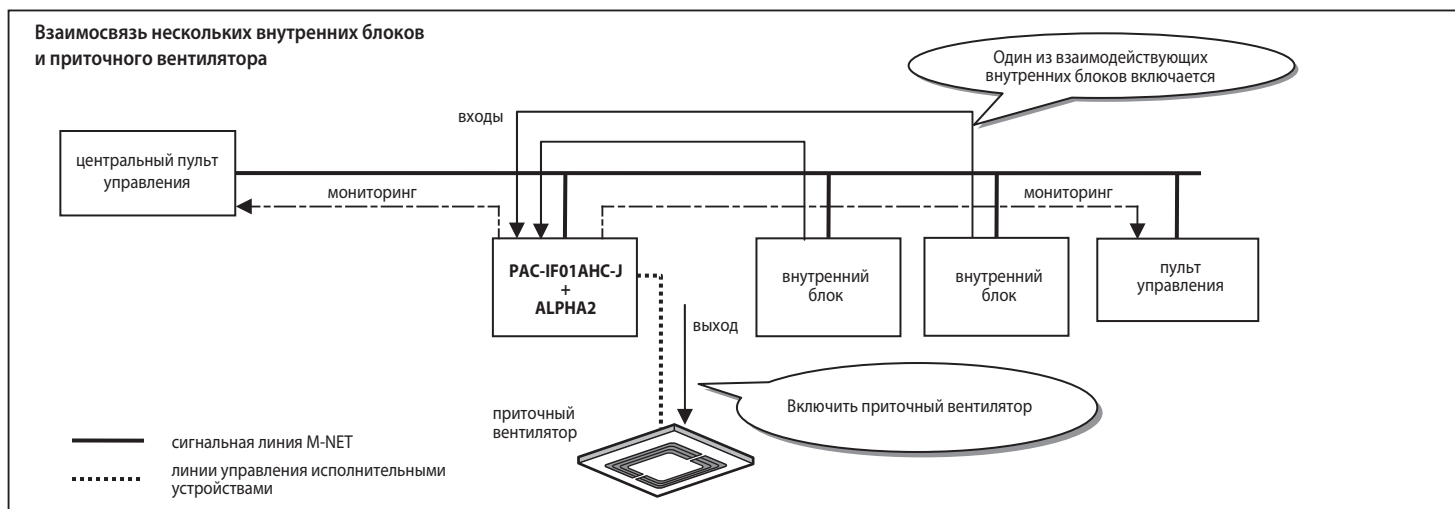 Взаимосвязь нескольких внутренних блоков
и приточного вентилятора
Один из взаимодействующих
внутренних блоков включается
входы
центральный пульт
управления
мониторинг
мониторинг
PAC-IF01AHC-J
+
ALPHA2
внутренний
блок
внутренний
блок
пульт
управления
выход
Включить приточный вентилятор
приточный
вентилятор
сигнальная линия M-NET
линии управления исполнительными
устройствами